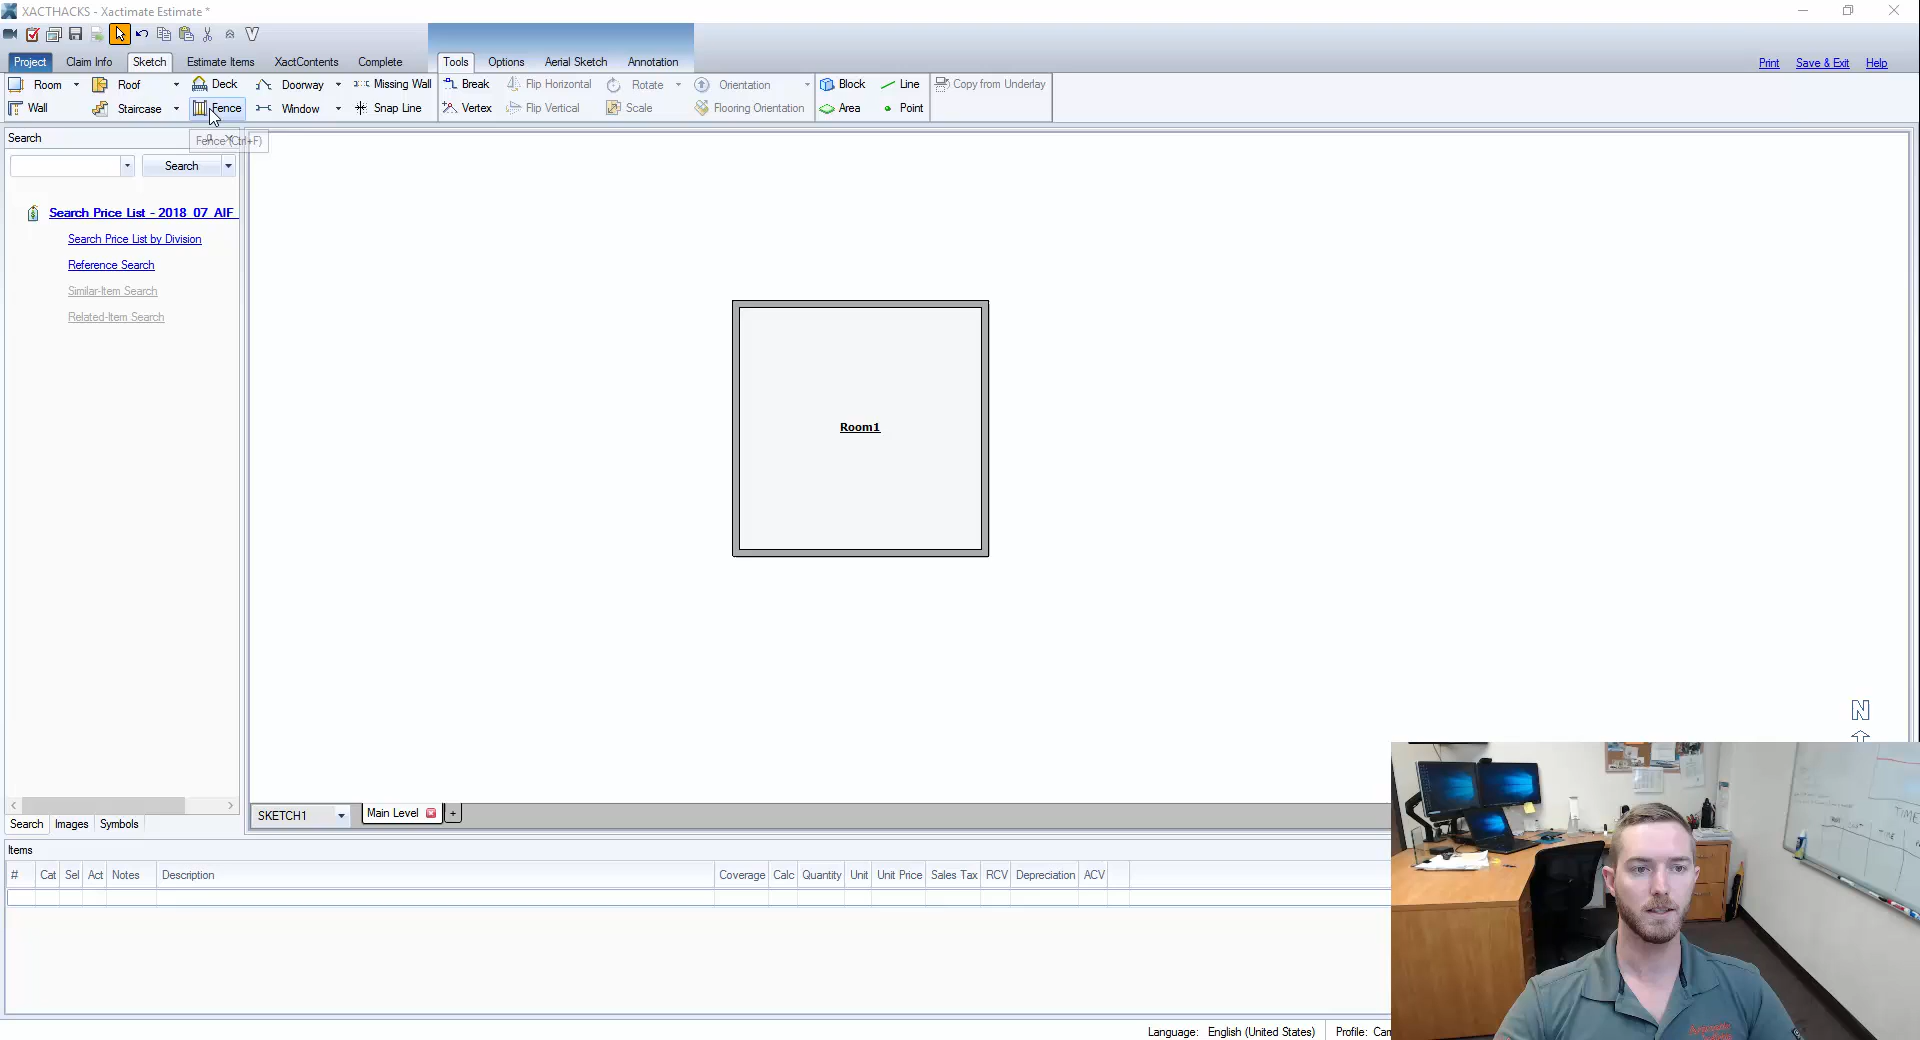 XACTHACKS - Xactimate Estimate *
Project Claim Info Sketch Estimate Items XactContents Complete Tools Options Aerial Sketch Annotation Print Save & Exit Help
Room Roof Deck Doorway Missing Wall Break Flip Horizontal Rotate Orientation Block Line Copy from Underlay
Wall Staircase Fence Window Snap Line Vertex Flip Vertical Scale Flooring Orientation Area Point
Search
Fence (Ctrl+F)
Search
Search Price List - 2018_07_AIF_
Search Price List by Division
Reference Search
Similar-Item Search
Related-Item Search
Room1
N
Search Images Symbols
SKETCH1 Main Level +
Items
# Cat Sel Act Notes Description Coverage Calc Quantity Unit Unit Price Sales Tax RCV Depreciation ACV
TIME
Language: English (United States) Profile: Can